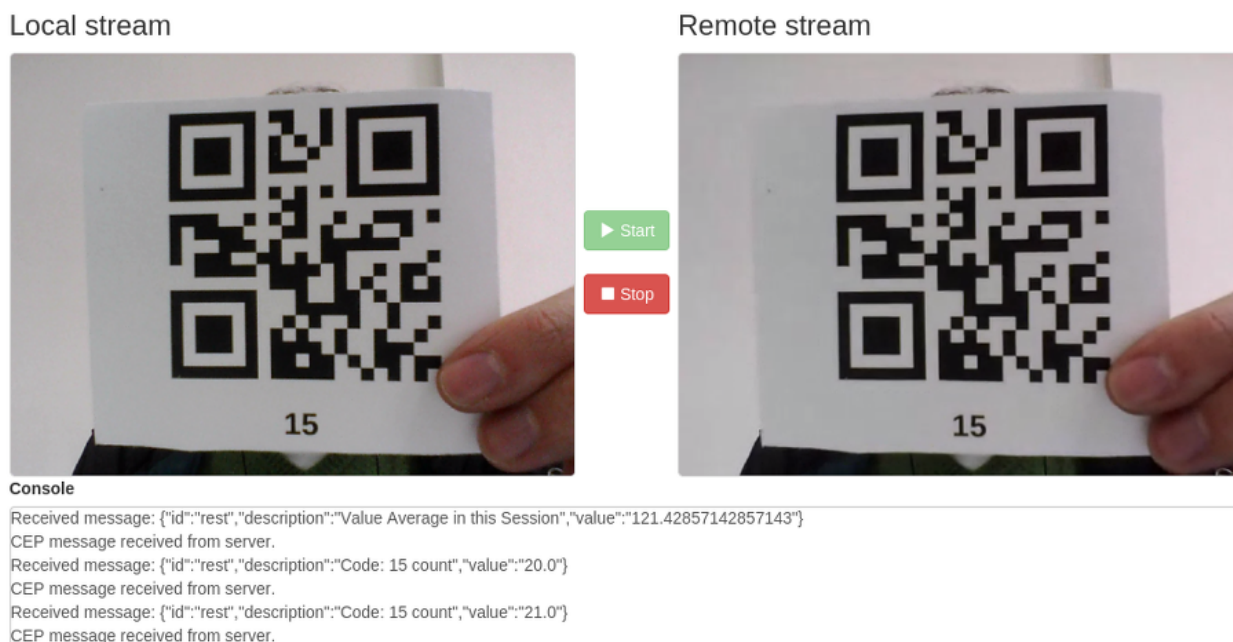 Local stream
Remote stream
15
Start
Stop
15
Console
Received message: {"id":"rest","description":"Value Average in this Session","value":"121.42857142857143"}
CEP message received from server.
Received message: {"id":"rest","description":"Code: 15 count","value":"20.0"}
CEP message received from server.
Received message: {"id":"rest","description":"Code: 15 count","value":"21.0"}
CEP message received from server.